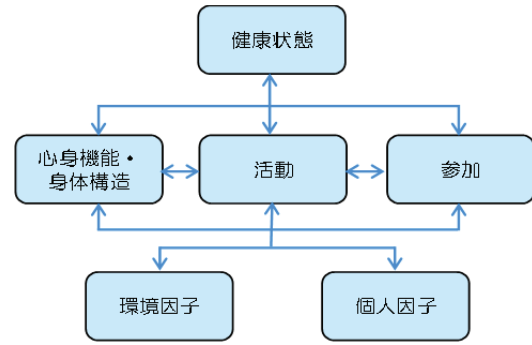 健康状態
心身機能・
身体構造
活動
参加
環境因子
個人因子